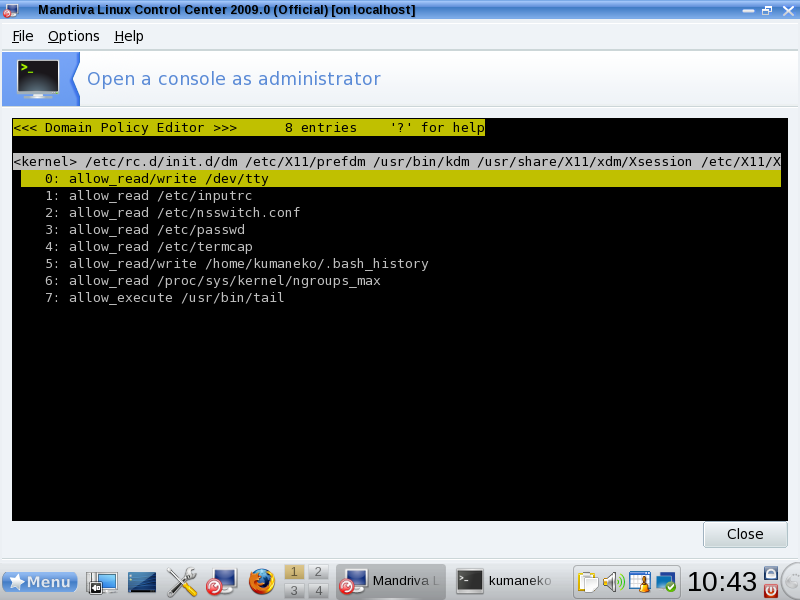 Mandriva Linux Control Center 2009.0 (Official) [on localhost]
File Options Help
Open a console as administrator
<<< Domain Policy Editor >>>      8 entries    '?' for help
<kernel> /etc/rc.d/init.d/dm /etc/X11/prefdm /usr/bin/kdm /usr/share/X11/xdm/Xsession /etc/X11/X
0: allow_read/write /dev/tty
1: allow_read /etc/inputrc
2: allow_read /etc/nsswitch.conf
3: allow_read /etc/passwd
4: allow_read /etc/termcap
5: allow_read/write /home/kumaneko/.bash_history
6: allow_read /proc/sys/kernel/ngroups_max
7: allow_execute /usr/bin/tail
Close
Menu 1 2 Mandriva L kumaneko 10:43
3 4